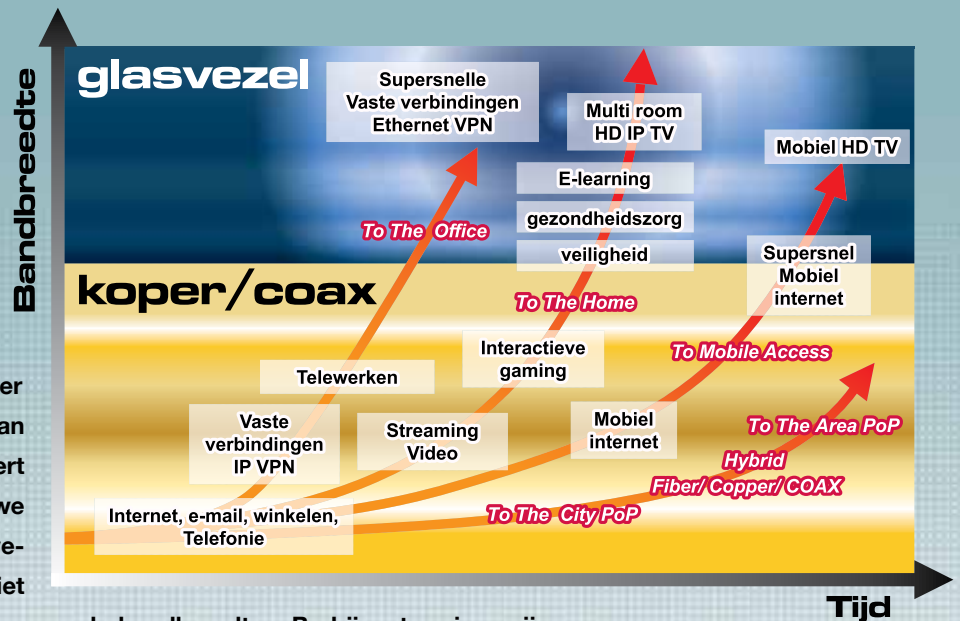 Bandbreedte
glasvezel
Supersnelle
Vaste verbindingen
Ethernet VPN
Multi room
HD IP TV
Mobiel HD TV
E-learning
gezondheidszorg
veiligheid
To The Office
Supersnel
Mobiel
internet
koper/coax
To The Home
Interactieve
gaming
To Mobile Access
Telewerken
Vaste
verbindingen
IP VPN
Streaming
Video
Mobiel
internet
To The Area PoP
Hybrid
Fiber/ Copper/ COAX
To The City PoP
Internet, e-mail, winkelen,
Telefonie
Tijd
er
an
ert
we
e-
iet